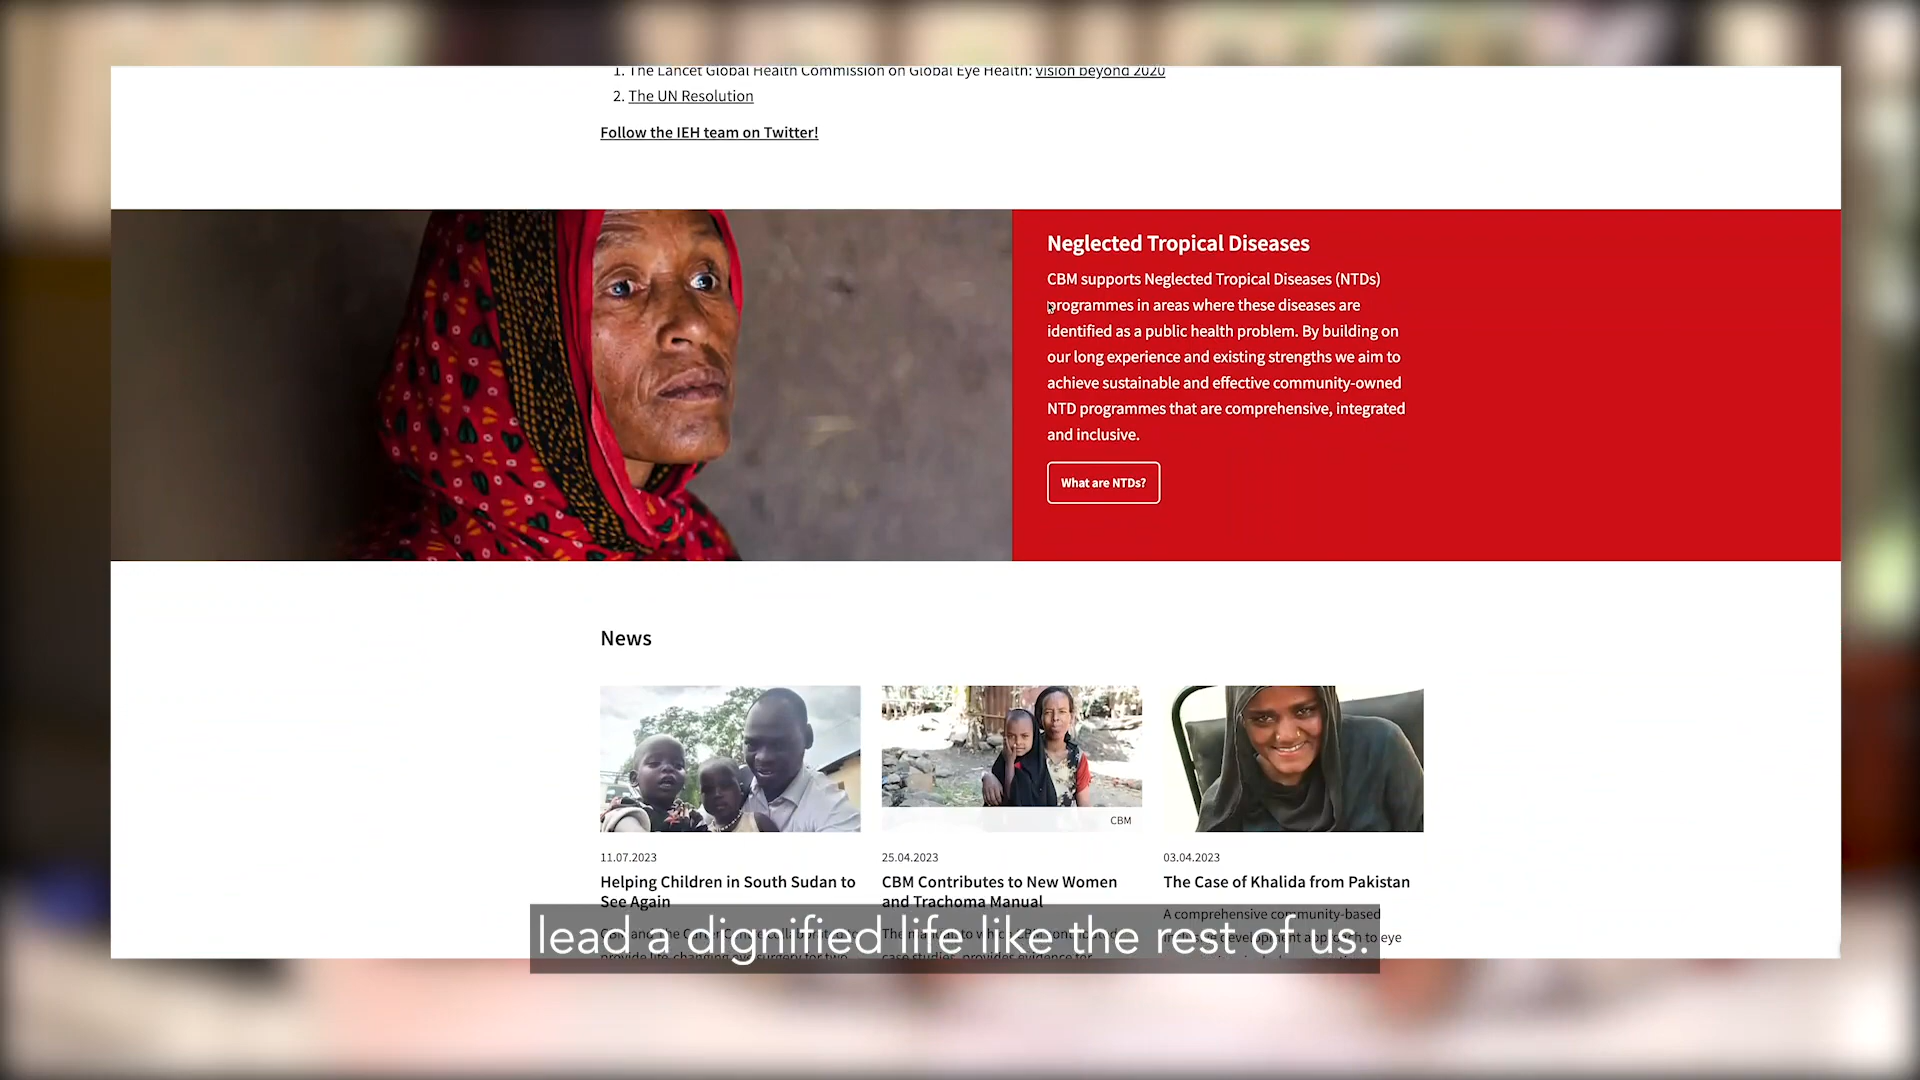 1. The Lancet Global Health Commission on Global Eye Health: vision beyond 2020
2. The UN Resolution
Follow the IEH team on Twitter!
Neglected Tropical Diseases
CBM supports Neglected Tropical Diseases (NTDs)
programmes in areas where these diseases are
identified as a public health problem. By building on
our long experience and existing strengths we aim to
achieve sustainable and effective community-owned
NTD programmes that are comprehensive, integrated
and inclusive.
What are NTDs?
News
CBM
11.07.2023
Helping Children in South Sudan to
See Again
25.04.2023
CBM Contributes to New Women
and Trachoma Manual
03.04.2023
The Case of Khalida from Pakistan
A comprehensive community-based
lead a dignified life like the rest of us.